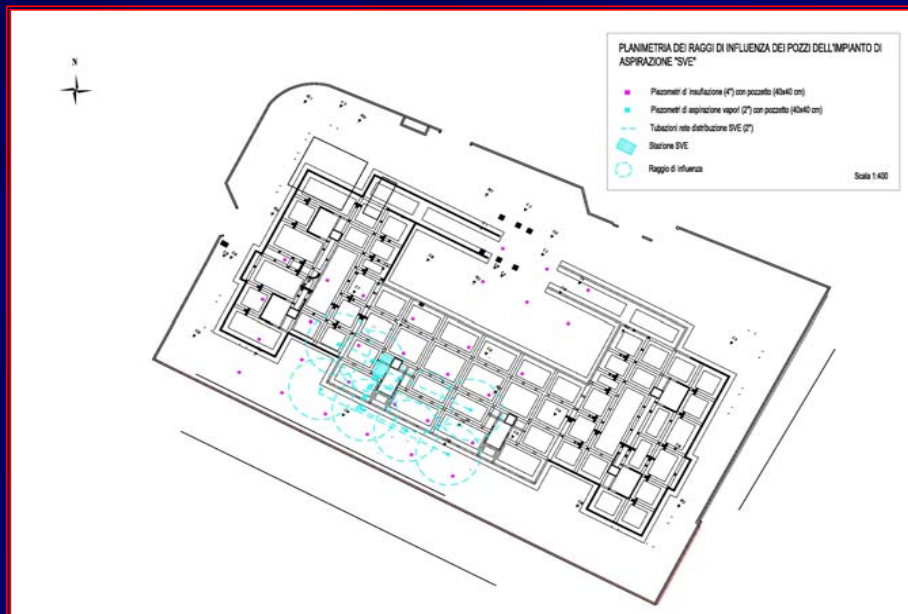 N
PLANIMETRIA DEI RAGGI DI INFLUENZA DEI POZZI DELL'IMPIANTO DI
ASPIRAZIONE "SVE"
Piezometri di insuflazione (4") con pozzetto (40x40 cm)
Piezometri di aspirazione vapori (2") con pozzetto (40x40 cm)
Tubazioni rete distribuzione SVE (2")
Stazione SVE
Raggio di influenza
Scala 1:400